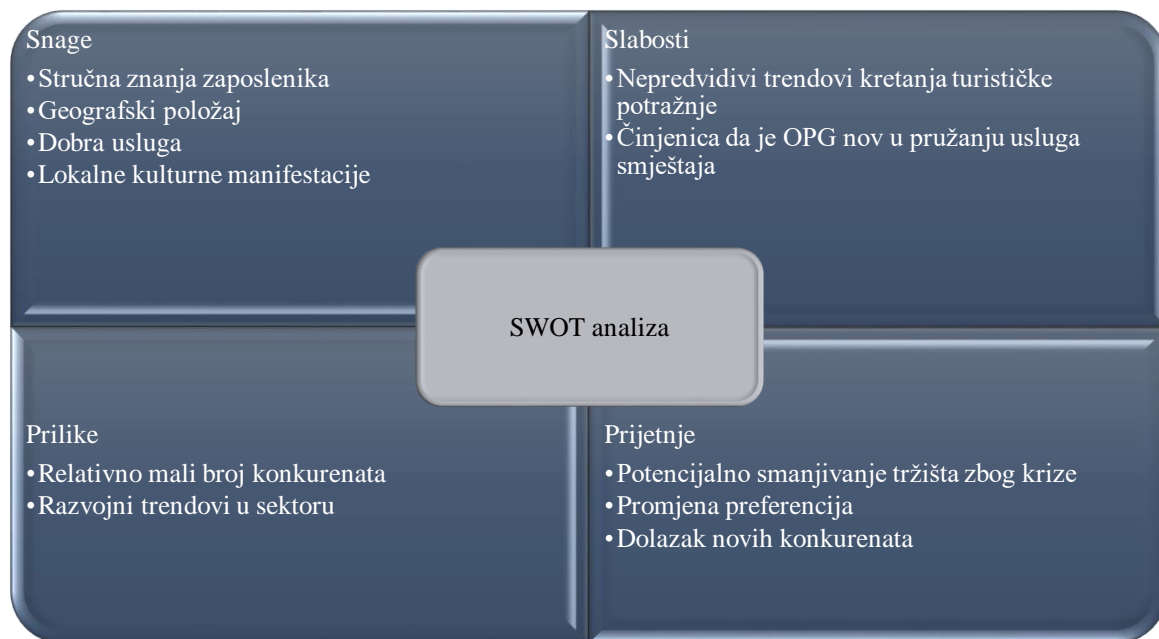 Snage
•Stručna znanja zaposlenika
•Geografski položaj
•Dobra usluga
•Lokalne kulturne manifestacije
Slabosti
•Nepredvidivi trendovi kretanja turističke
potražnje
•Činjenica da je OPG nov u pružanju usluga
smještaja
SWOT analiza
Prilike
•Relativno mali broj konkurenata
•Razvojni trendovi u sektoru
Prijetnje
•Potencijalno smanjivanje tržišta zbog krize
•Promjena preferencija
•Dolazak novih konkurenata